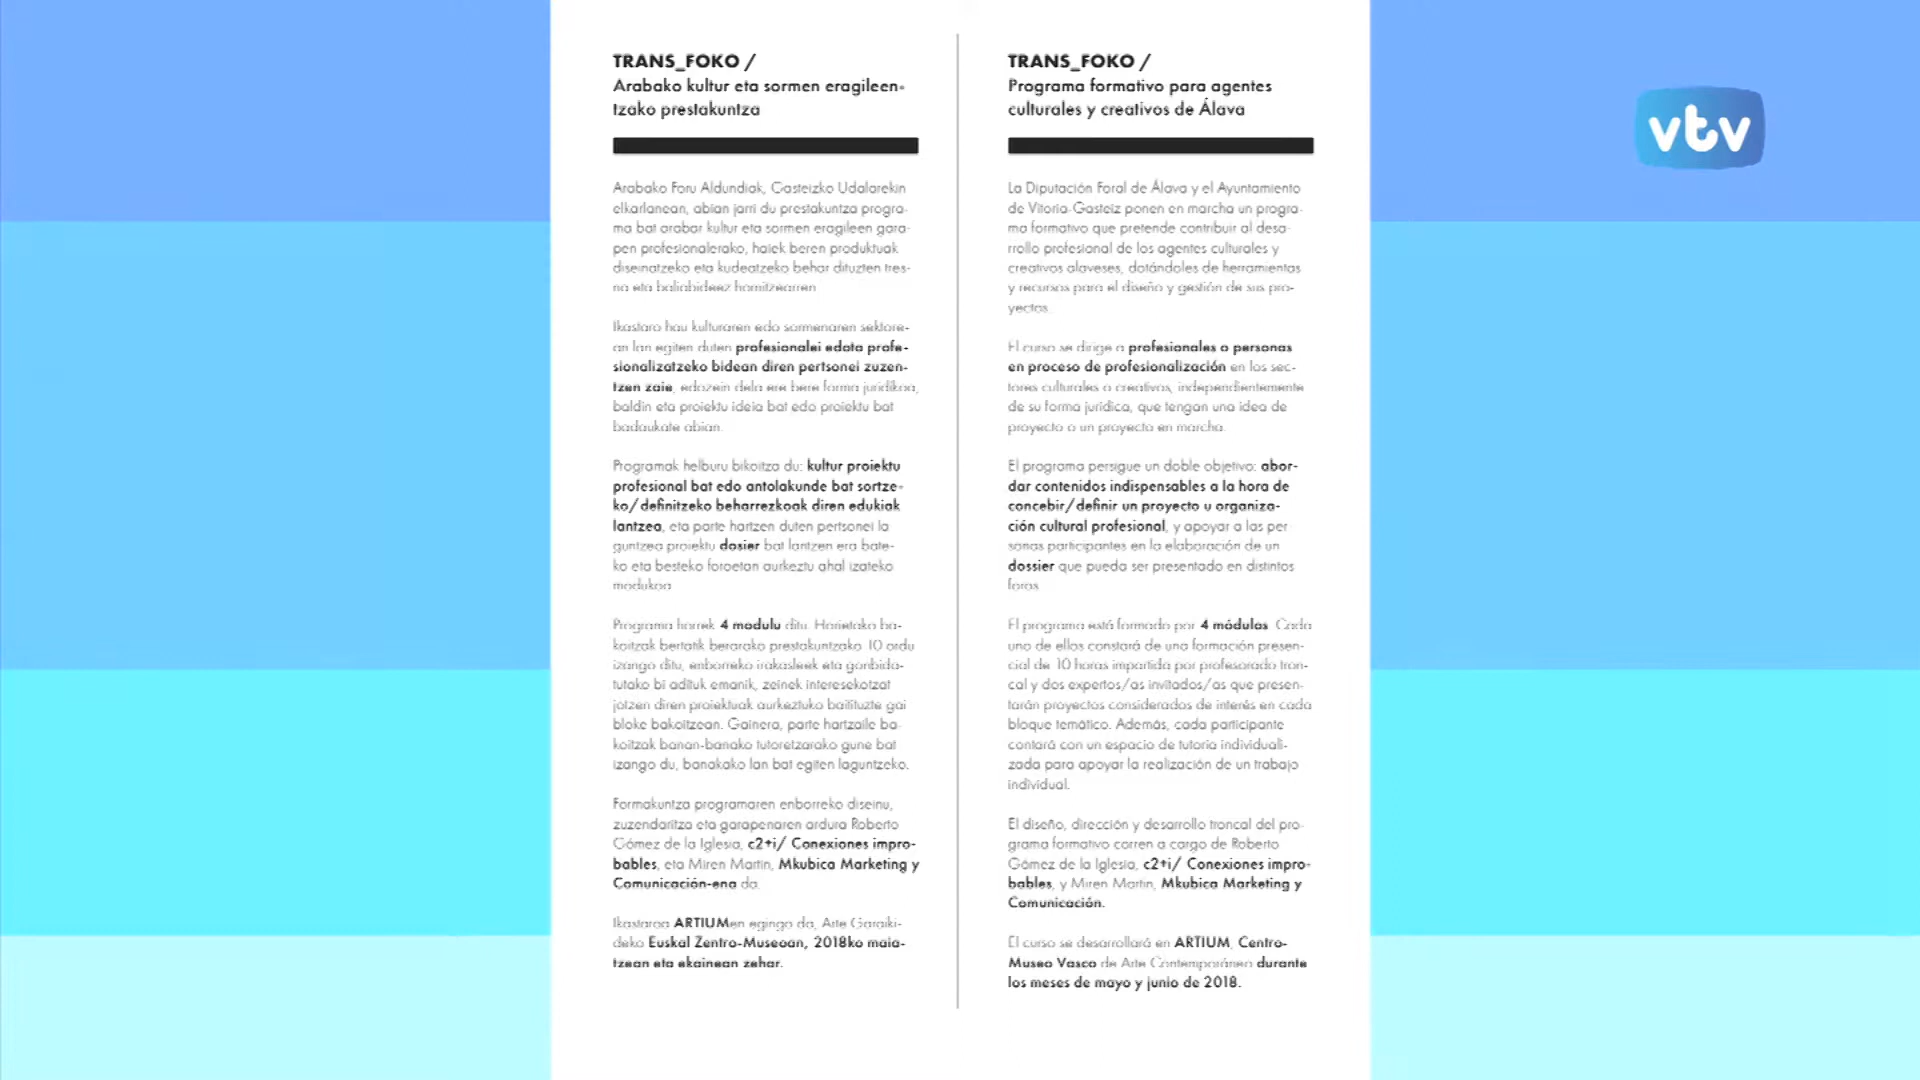 TRANS_FOKO /
Arabako kultur eta sormen eragileen-
tzako prestakuntza
Arabako Foru Aldundiak, Gasteizko Udalarekin
elkarlanean, abian jarri du prestakuntza progra-
ma bat arabar kultur eta sormen eragileen gara-
pen profesionalerako, haiek beren produktuak
diseinatzeko eta kudeatzeko behar dituzten tres-
na eta baliabideez hornitzearren.
Ikastaro hau kulturaren edo sormenaren sektore-
an lan egiten duten profesionalei edota profe-
sionalizatzeko bidean diren pertsonei zuzen-
tzen zaie, edozein dela ere bere forma juridikoa,
baldin eta proiektu ideia bat edo proiektu bat
badaukate abian.
Programak helburu bikoitza du: kultur proiektu
profesional bat edo antolakunde bat sortze-
ko/definitzeko beharrezkoak diren edukiak
lantzea, eta parte hartzen duten pertsonei la
guntzea proiektu dosier bat lantzen era bate-
ko eta besteko foroetan aurkeztu ahal izateko
modukoa.
Programa horrek 4 modulu ditu. Horietako ba-
koitzak bertatik bertarako prestakuntzako 10 ordu
izango ditu, enborreko irakasleek eta gonbida-
tutako bi adituk emanik, zeinek interesekotzat
jotzen diren proiektuak aurkeztuko baitituzte gai
bloke bakoitzean. Gainera, parte hartzaile ba-
koitzak banan-banako tutoretzarako gune bat
izango du, banakako lan bat egiten laguntzeko.
Formakuntza programaren enborreko diseinu,
zuzendaritza eta garapenaren ardura Roberto
Gómez de la Iglesia, c2+i/ Conexiones impro-
bables, eta Miren Martin, Mkubica Marketing y
Comunicación-ena da.
Ikastaroa ARTIUMen egingo da, Arte Garaiki-
deko Euskal Zentro-Museoan, 2018ko maia-
tzean eta ekainean zehar.
TRANS_FOKO /
Programa formativo para agentes
culturales y creativos de Álava
La Diputación Foral de Álava y el Ayuntamiento
de Vitoria-Gasteiz ponen en marcha un progra-
ma formativo que pretende contribuir al desa-
rrollo profesional de los agentes culturales y
creativos alaveses, dotándoles de herramientas
y recursos para el diseño y gestión de sus pro-
yectos.
El curso se dirige a profesionales o personas
en proceso de profesionalización en los sec-
tores culturales o creativos, independientemente
de su forma jurídica, que tengan una idea de
proyecto o un proyecto en marcha.
El programa persigue un doble objetivo: abor-
dar contenidos indispensables a la hora de
concebir/definir un proyecto u organiza-
ción cultural profesional, y apoyar a las per
sonas participantes en la elaboración de un
dossier que pueda ser presentado en distintos
foros.
El programa está formado por 4 módulos. Cada
uno de ellos constará de una formación presen-
cial de 10 horas impartida por profesorado tron-
cal y dos expertos/as invitados/as que presen-
tarán proyectos considerados de interés en cada
bloque temático. Además, cada participante
contará con un espacio de tutoría individuali-
zada para apoyar la realización de un trabajo
individual.
El diseño, dirección y desarrollo troncal del pro-
grama formativo corren a cargo de Roberto
Gómez de la Iglesia, c2+i/ Conexiones impro-
bables, y Miren Martin, Mkubica Marketing y
Comunicación.
El curso se desarrollará en ARTIUM, Centro-
Museo Vasco de Arte Contemporáneo durante
los meses de mayo y junio de 2018.
vtv